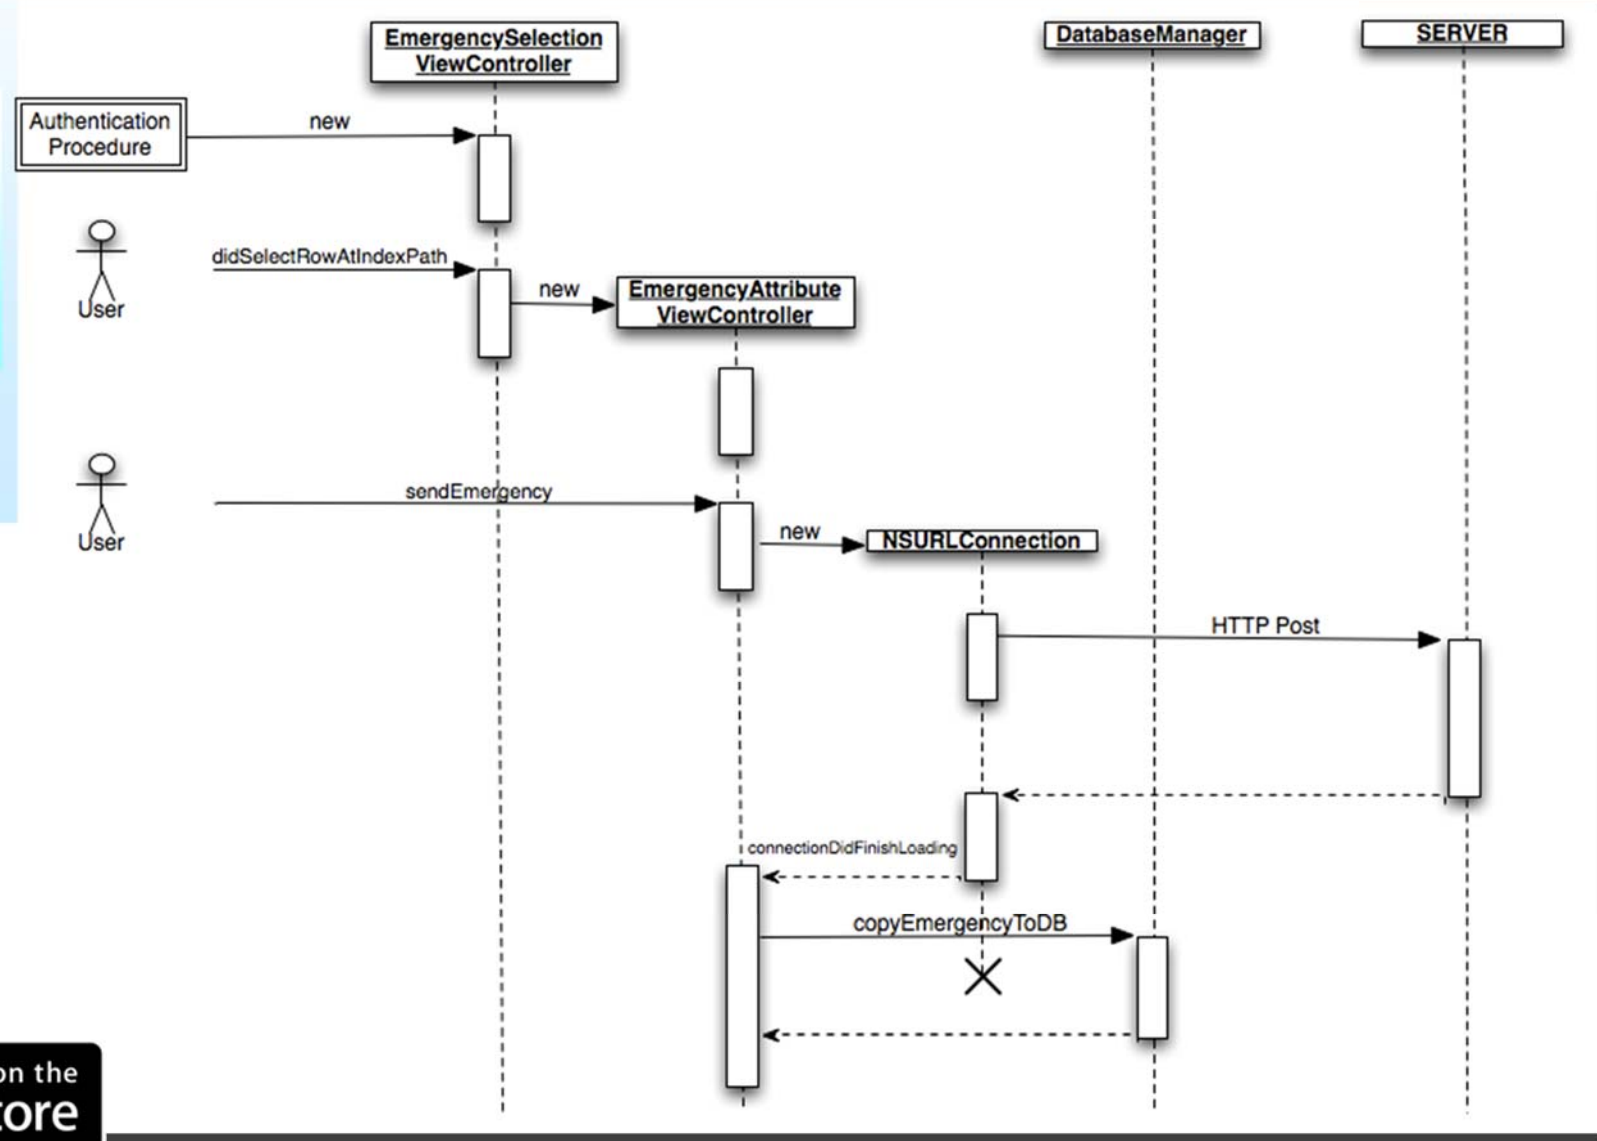 EmergencySelection
ViewController
DatabaseManager
SERVER
Authentication
Procedure
new
didSelectRowAtIndexPath
User
new
EmergencyAttribute
ViewController
sendEmergency
User
new
NSURLConnection
HTTP Post
connectionDidFinishLoading
copyEmergencyToDB
on the
tore